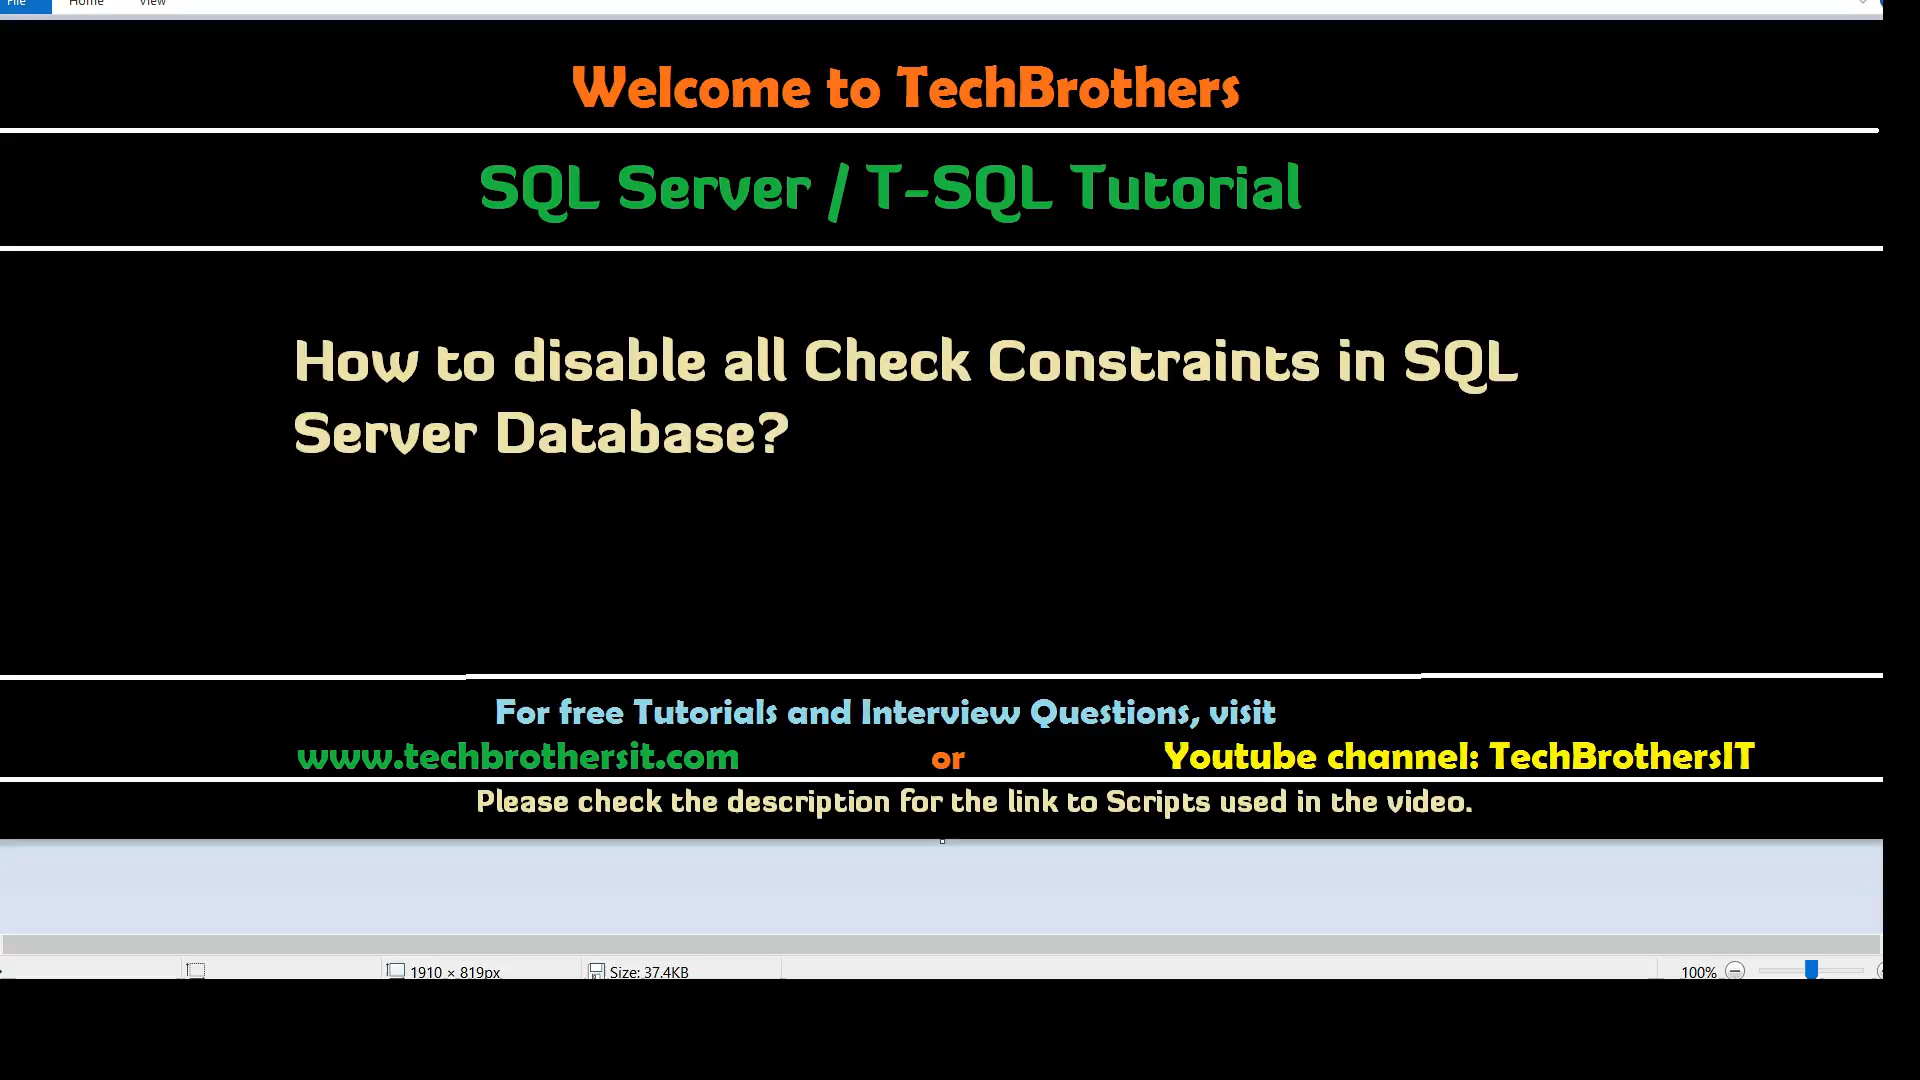 File Home View
Welcome to TechBrothers
SQL Server / T-SQL Tutorial
How to disable all Check Constraints in SQL
Server Database?
For free Tutorials and Interview Questions, visit
www.techbrothersit.com or Youtube channel: TechBrothersIT
Please check the description for the link to Scripts used in the video.
1910 × 819px Size: 37.4KB 100%